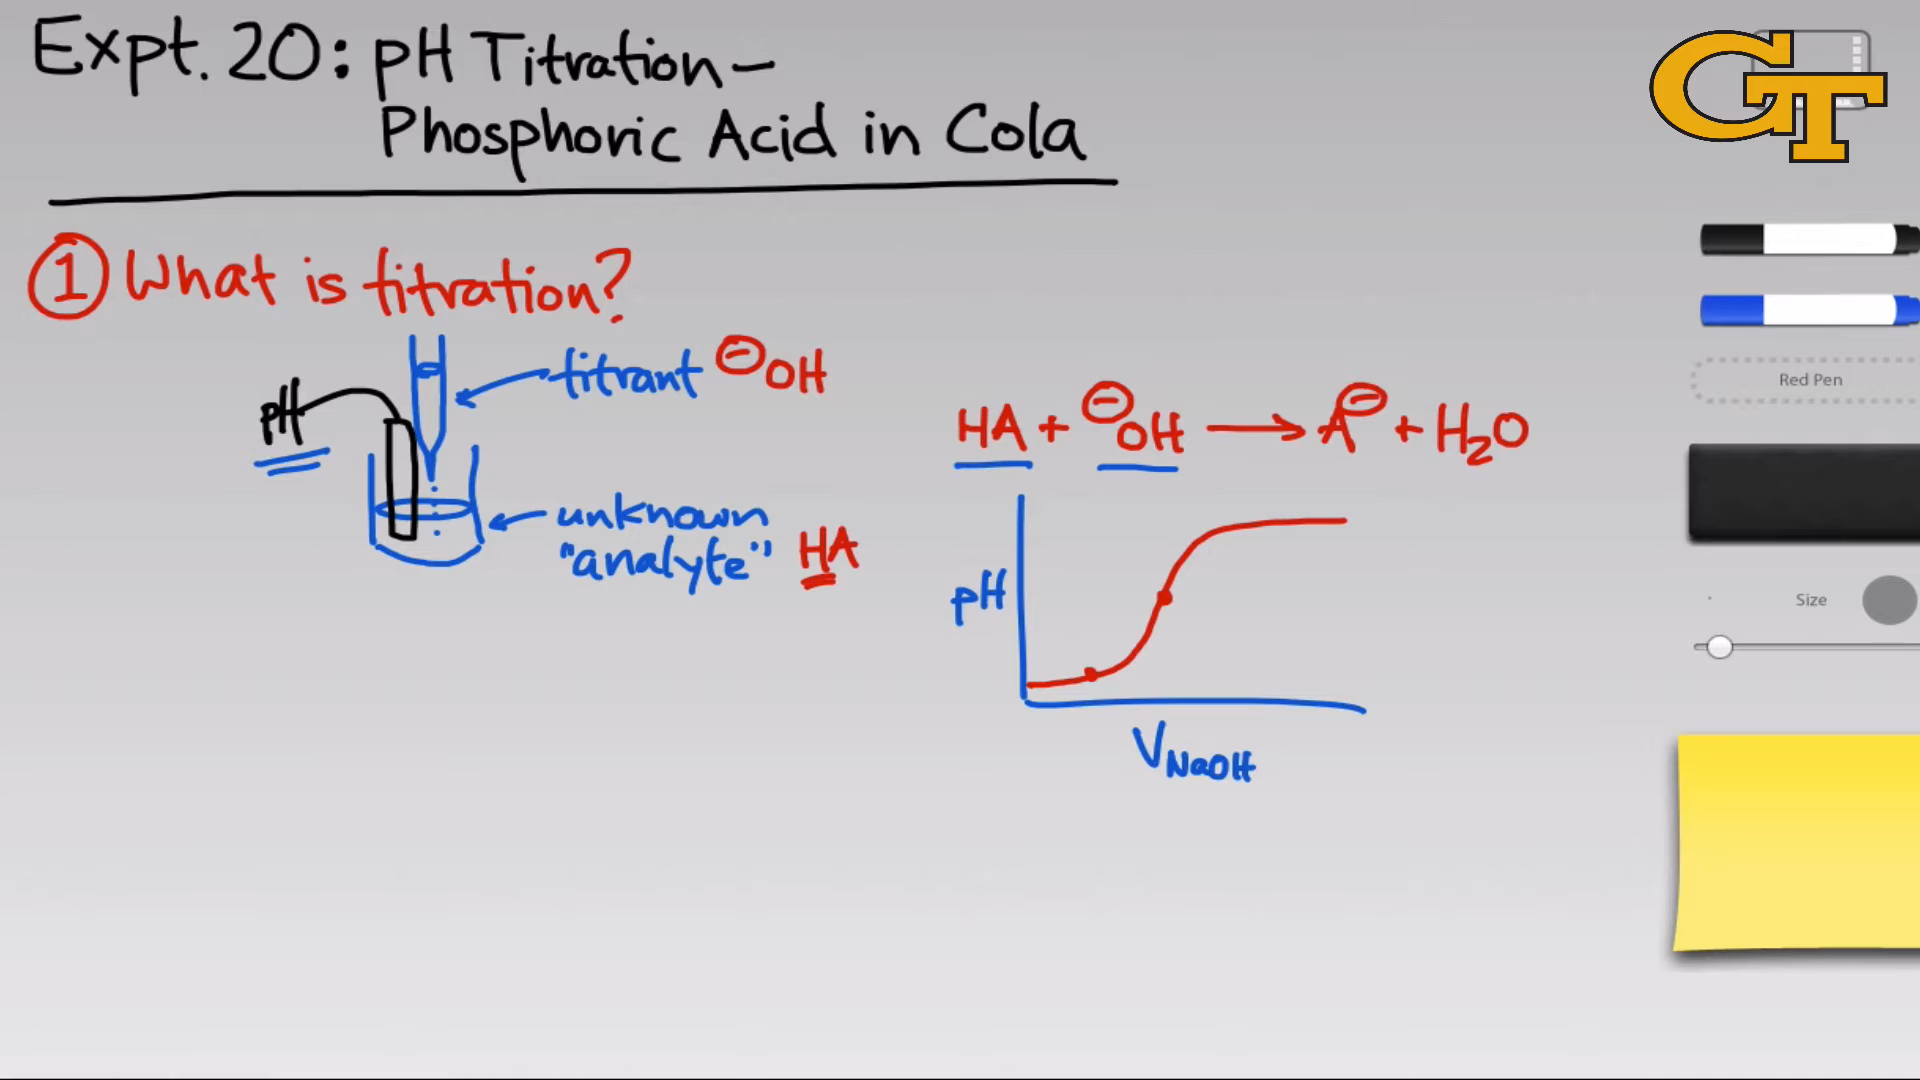 Expt. 20: pH Titration –
Phosphoric Acid in Cola
GT
① What is titration?
titrant ⊖OH
pH
unknown
"analyte" HA
HA + ⊖OH → A⊖ + H₂O
pH
V_NaOH
Red Pen
Size